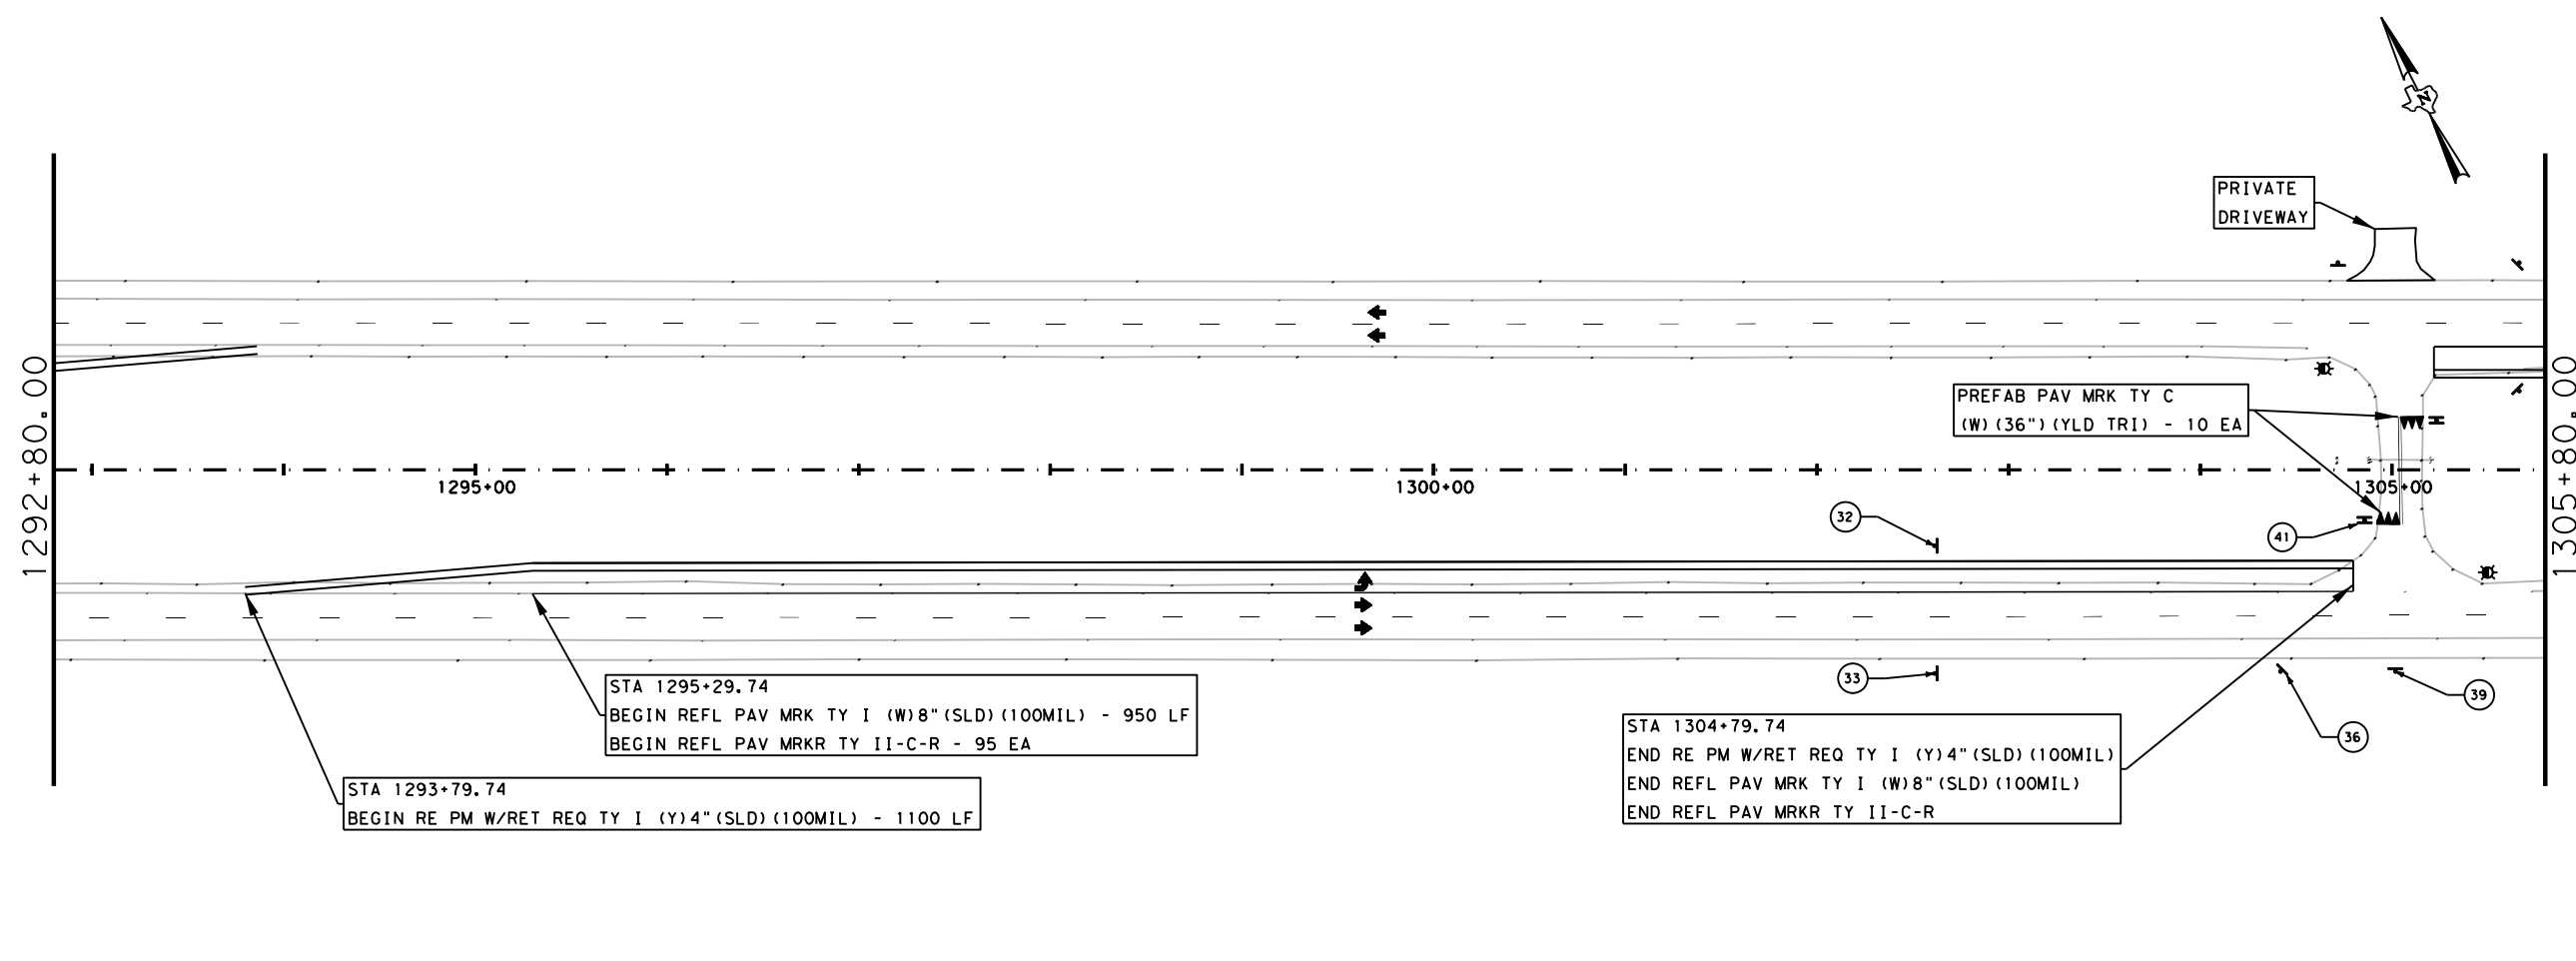 N
PRIVATE
DRIVEWAY
1292+80.00
1305+80.00
PREFAB PAV MRK TY C
(W)(36")(YLD TRI) - 10 EA
1295+00
1300+00
1305+00
32
41
33
39
36
STA 1295+29.74
BEGIN REFL PAV MRK TY I (W)8"(SLD)(100MIL) - 950 LF
BEGIN REFL PAV MRKR TY II-C-R - 95 EA
STA 1304+79.74
END RE PM W/RET REQ TY I (Y)4"(SLD)(100MIL)
END REFL PAV MRK TY I (W)8"(SLD)(100MIL)
END REFL PAV MRKR TY II-C-R
STA 1293+79.74
BEGIN RE PM W/RET REQ TY I (Y)4"(SLD)(100MIL) - 1100 LF